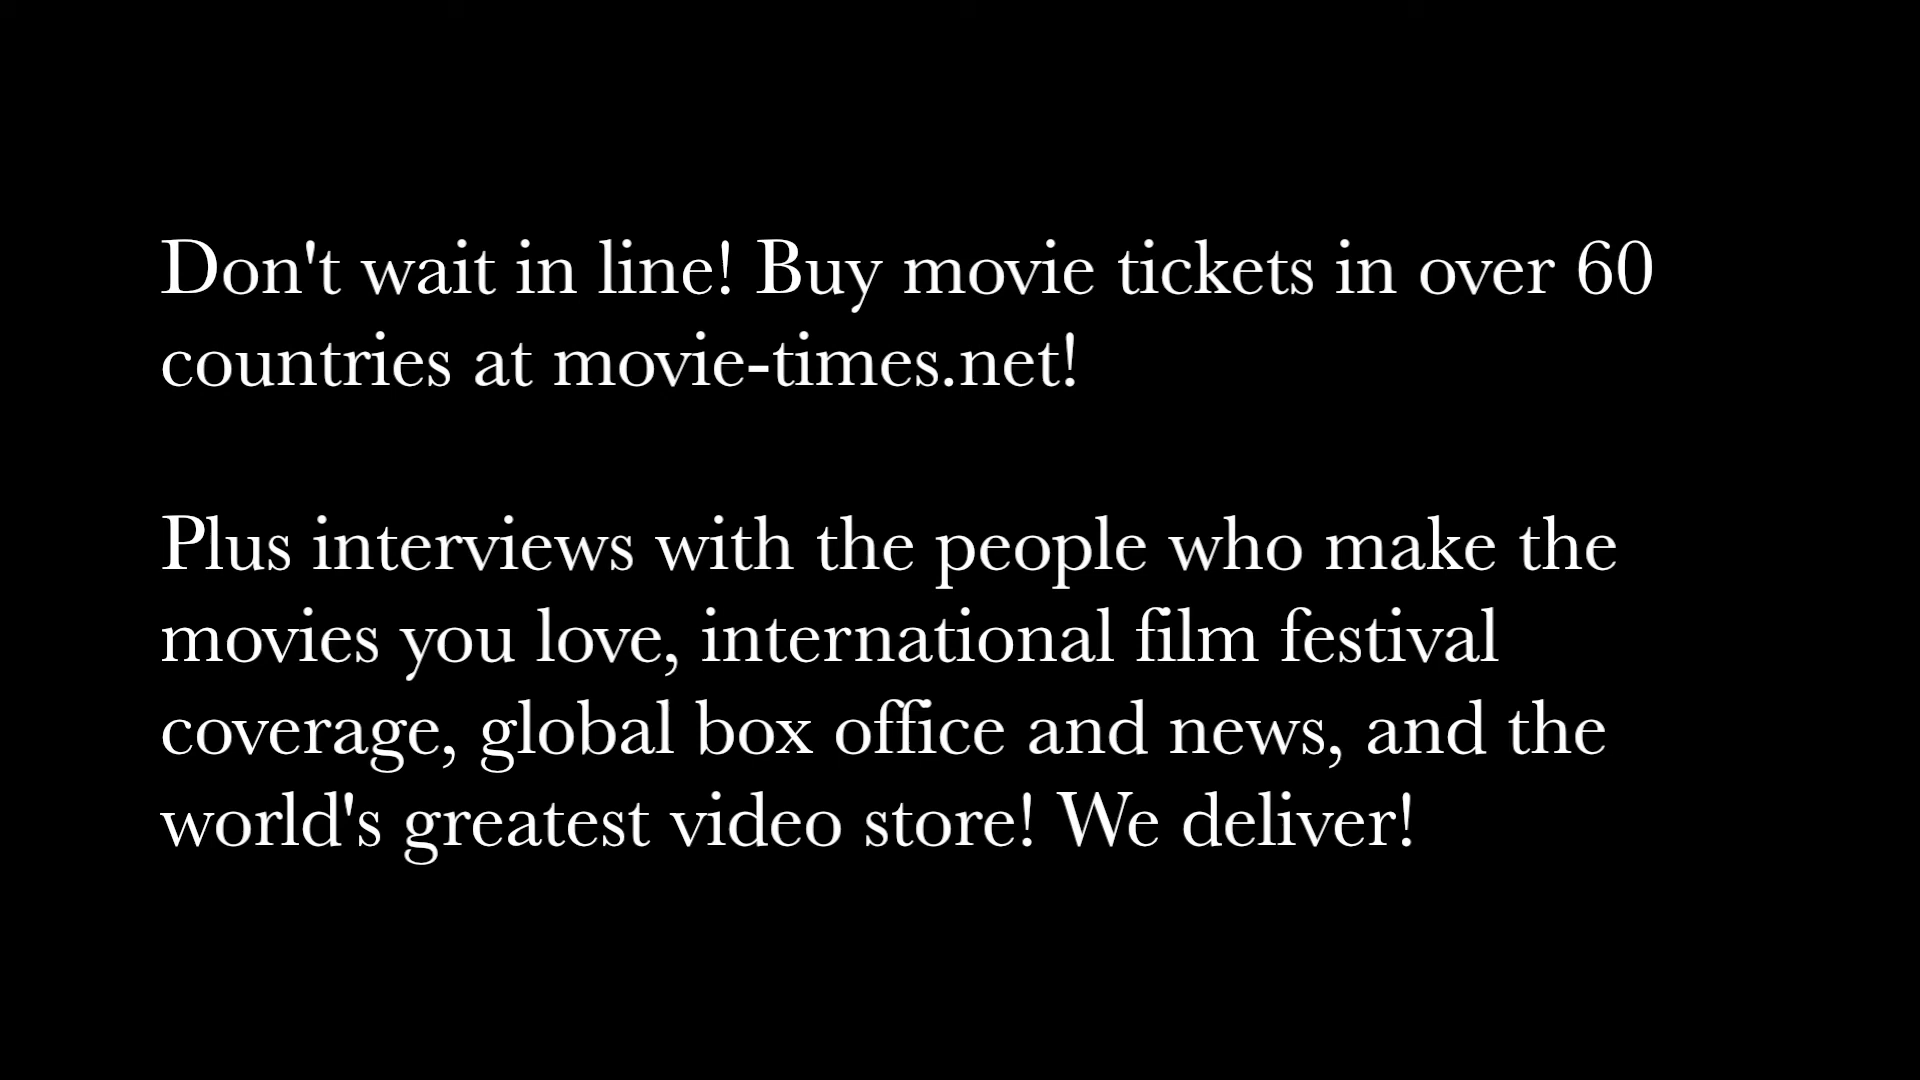 Don't wait in line! Buy movie tickets in over 60
countries at movie-times.net!
Plus interviews with the people who make the
movies you love, international film festival
coverage, global box office and news, and the
world's greatest video store! We deliver!